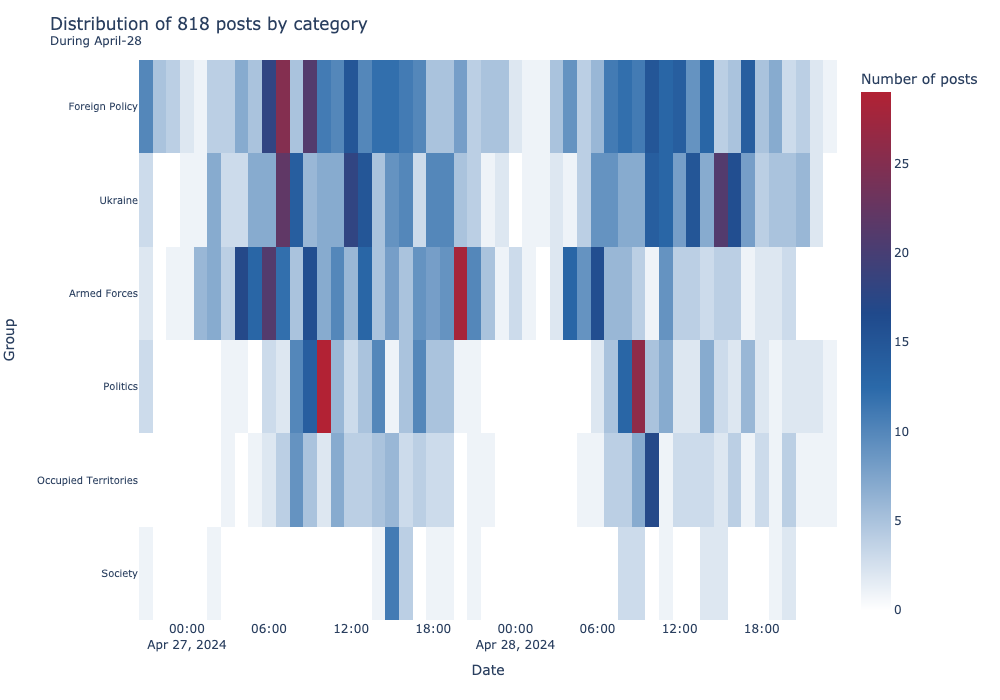 Distribution of 818 posts by category
During April-28
Number of posts
Foreign Policy
Ukraine
Armed Forces
Politics
Occupied Territories
Society
Group
25
20
15
10
5
0
00:00 06:00 12:00 18:00 00:00 06:00 12:00 18:00
Apr 27, 2024 Apr 28, 2024
Date